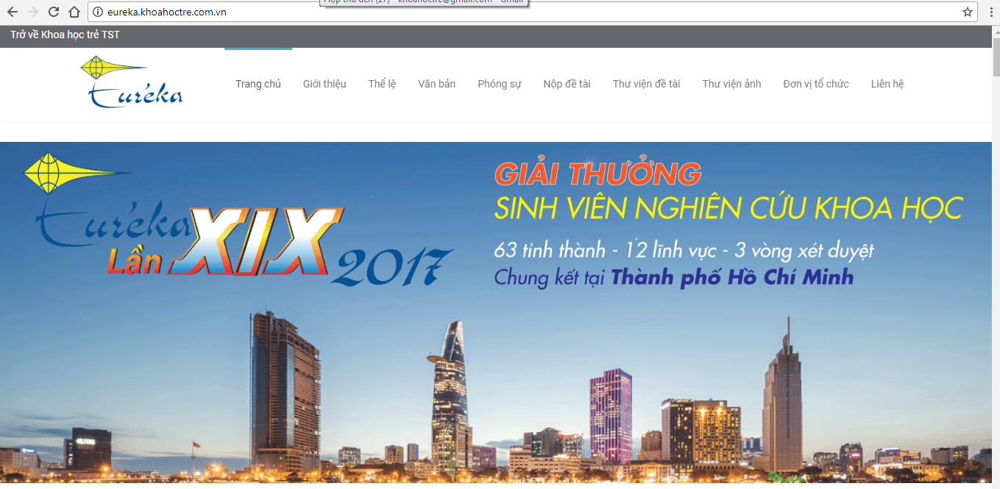 eureka.khoahoctre.com.vn
Trở về Khoa học trẻ TST
Euréka
Trang chủ Giới thiệu Thể lệ Văn bản Phóng sự Nộp đề tài Thư viện đề tài Thư viện ảnh Đơn vị tổ chức Liên hệ
Euréka
Lần XIX 2017
GIẢI THƯỞNG
SINH VIÊN NGHIÊN CỨU KHOA HỌC
63 tỉnh thành - 12 lĩnh vực - 3 vòng xét duyệt
Chung kết tại Thành phố Hồ Chí Minh